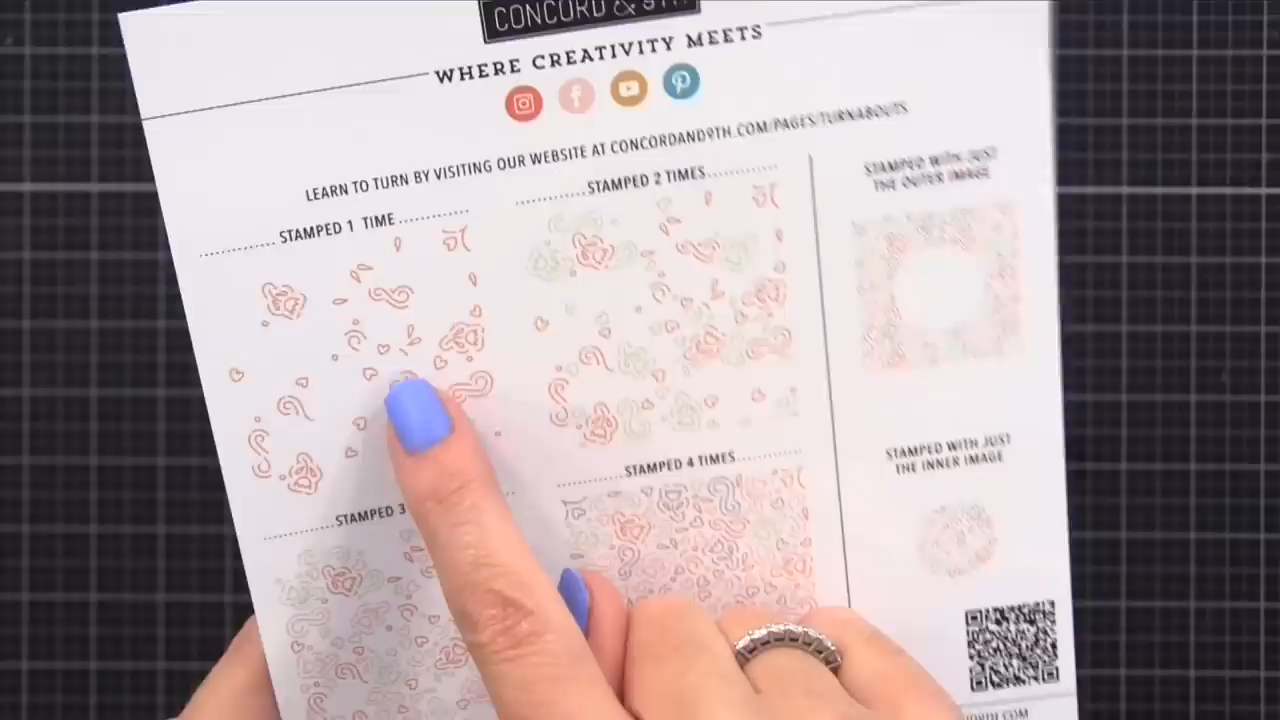 CONCORD & 9TH
WHERE CREATIVITY MEETS
LEARN TO TURN BY VISITING OUR WEBSITE AT CONCORDAND9TH.COM/PAGES/TURNABOUTS
STAMPED 1 TIME
STAMPED 2 TIMES
STAMPED WITH JUST
THE OUTER IMAGE
STAMPED 3
STAMPED 4 TIMES
STAMPED WITH JUST
THE INNER IMAGE